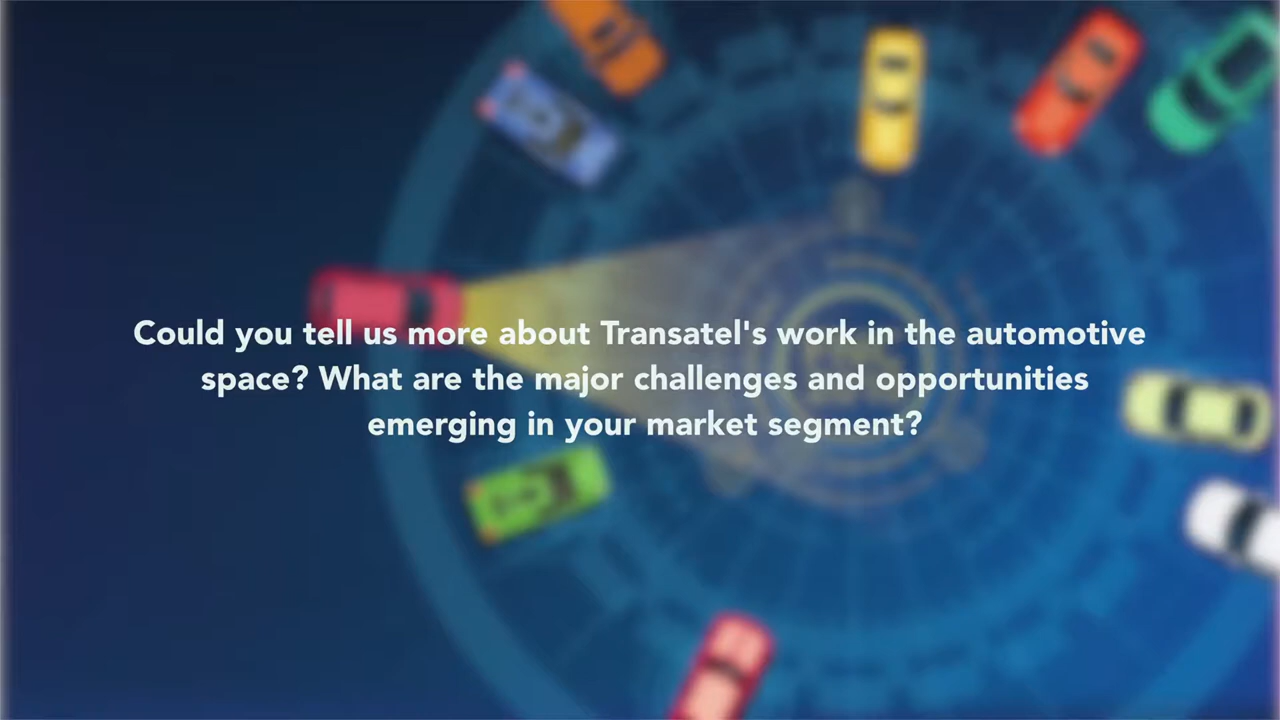 Could you tell us more about Transatel's work in the automotive
space? What are the major challenges and opportunities
emerging in your market segment?